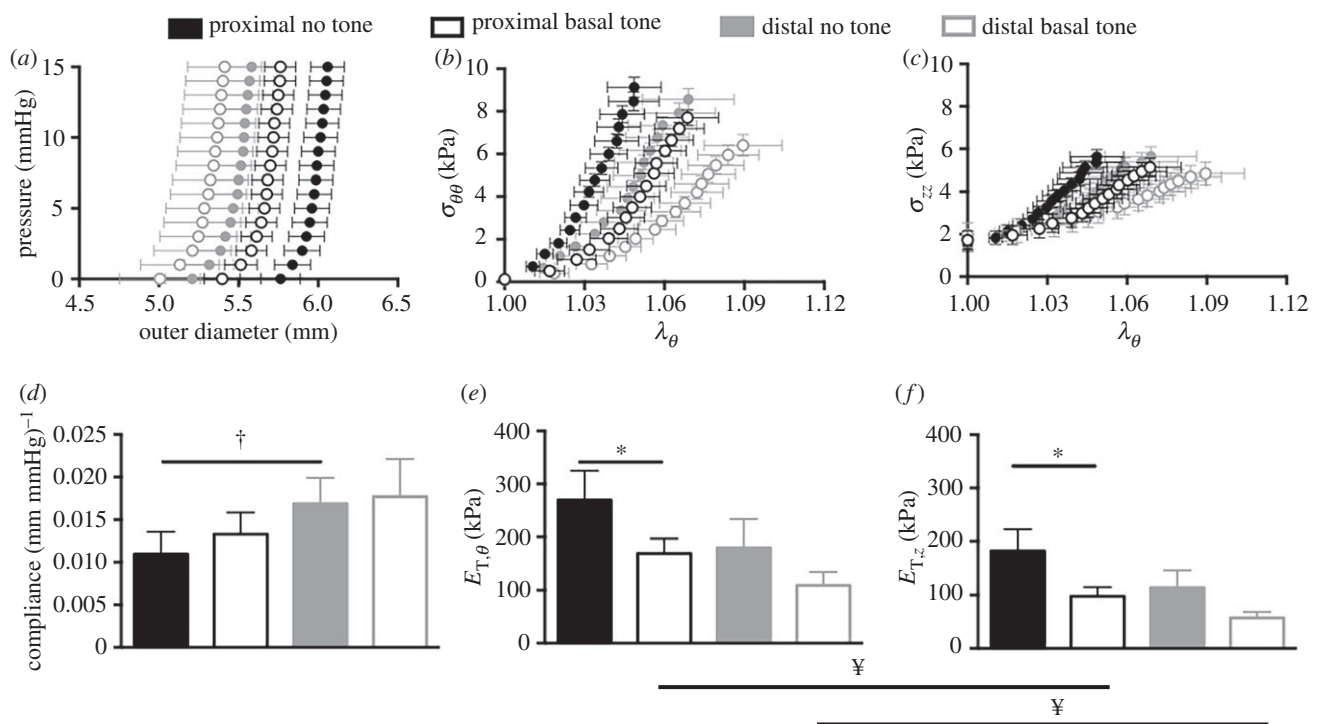 proximal no tone proximal basal tone distal no tone distal basal tone
(a) (b) (c)
15
10
5
0
pressure (mmHg)
4.5 5.0 5.5 6.0 6.5
outer diameter (mm)
10
8
6
4
2
0
σθθ (kPa)
1.00 1.03 1.06 1.09 1.12
λθ
10
8
6
4
2
0
σzz (kPa)
1.00 1.03 1.06 1.09 1.12
λθ
(d) (e) (f)
0.025
0.020
0.015
0.010
0.005
0
compliance (mm mmHg)⁻¹
†
400
300
200
100
0
E_T,θ (kPa)
*
400
300
200
100
0
E_T,z (kPa)
*
¥
¥